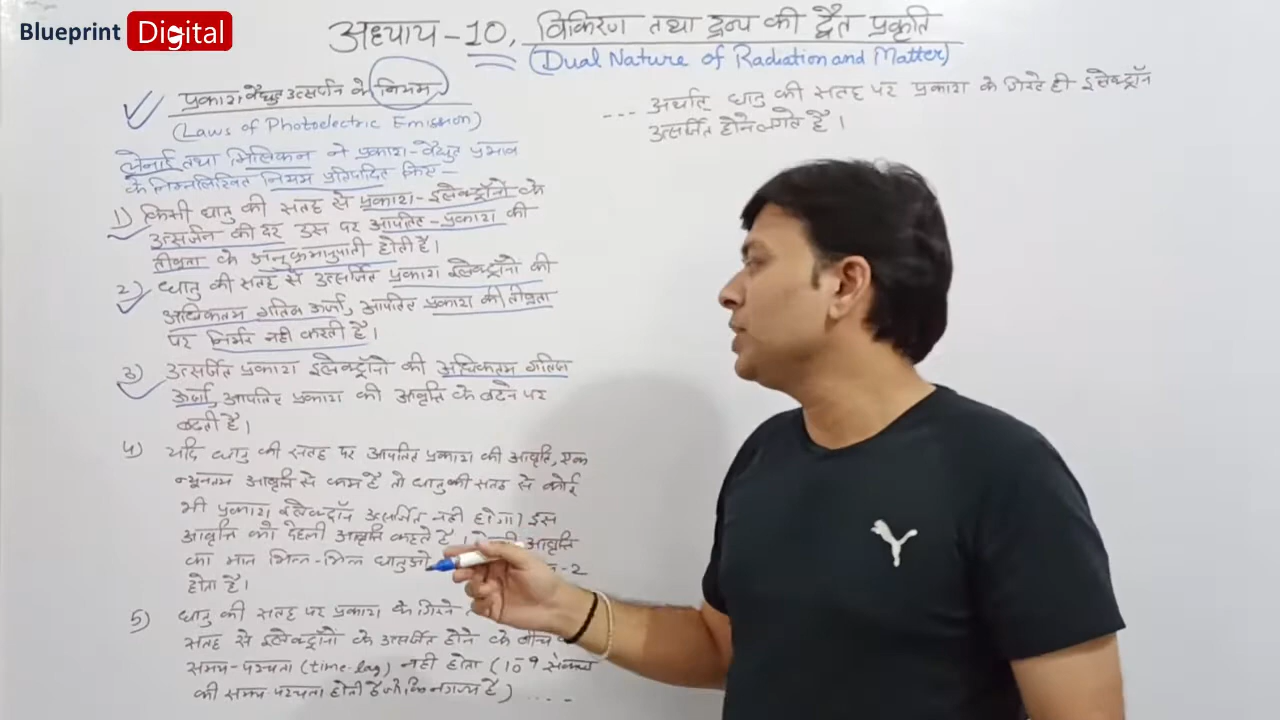 Blueprint Digital
अध्याय - 10, विकिरण तथा द्रव्य की द्वैत प्रकृति
(Dual Nature of Radiation and Matter)
प्रकाश वैद्युत उत्सर्जन के नियम
(Laws of Photoelectric Emission)
लेनार्ड तथा मिलिकन ने प्रकाश-वैद्युत प्रभाव
के निम्नलिखित नियम प्रतिपादित किए -
1) किसी धातु की सतह से प्रकाश-इलेक्ट्रॉनों के
उत्सर्जन की दर उस पर आपतित-प्रकाश की
तीव्रता के अनुक्रमानुपाती होती है।
2) धातु की सतह से उत्सर्जित प्रकाश इलेक्ट्रॉनों की
अधिकतम गतिज ऊर्जा, आपतित प्रकाश की तीव्रता
पर निर्भर नही करती है।
3) उत्सर्जित प्रकाश इलेक्ट्रॉनो की अधिकतम गतिज
ऊर्जा, आपतित प्रकाश की आवृत्ति के बढने पर
बढती है।
4) यदि धातु की सतह पर आपतित प्रकाश की आवृत्ति, एक
न्यूनतम आवृत्ति से कम है तो धातु की सतह से कोई
भी प्रकाश इलेक्ट्रॉन उत्सर्जित नही होगा। इस
आवृत्ति को देहली आवृत्ति कहते है। आवृत्ति
का मान भिन्न-भिन्न धातुओ -2
होता है।
5) धातु की सतह पर प्रकाश के गिरने
सतह से इलेक्ट्रॉनो के उत्सर्जित होने के बीच
समय-पश्चता (time-lag) नही होता (10⁻⁹ सेकण्ड
की समय पश्चता होती है जो कि नगण्य है) ....
--- अर्थात् धातु की सतह पर प्रकाश के गिरते ही इलेक्ट्रॉन
उत्सर्जित होने लगते है।